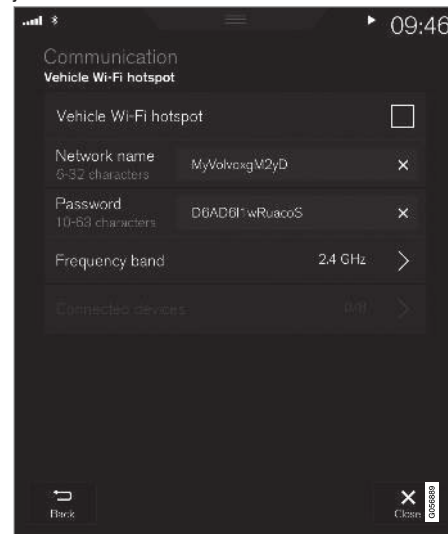 09:46
Communication
Vehicle Wi-Fi hotspot
Vehicle Wi-Fi hotspot
Network name
6-32 characters
MyVolvoxgM2yD
Password
10-63 characters
D6AD6I1wRuacoS
Frequency band
2.4 GHz
Connected devices
0/8
Back
Close
G056889